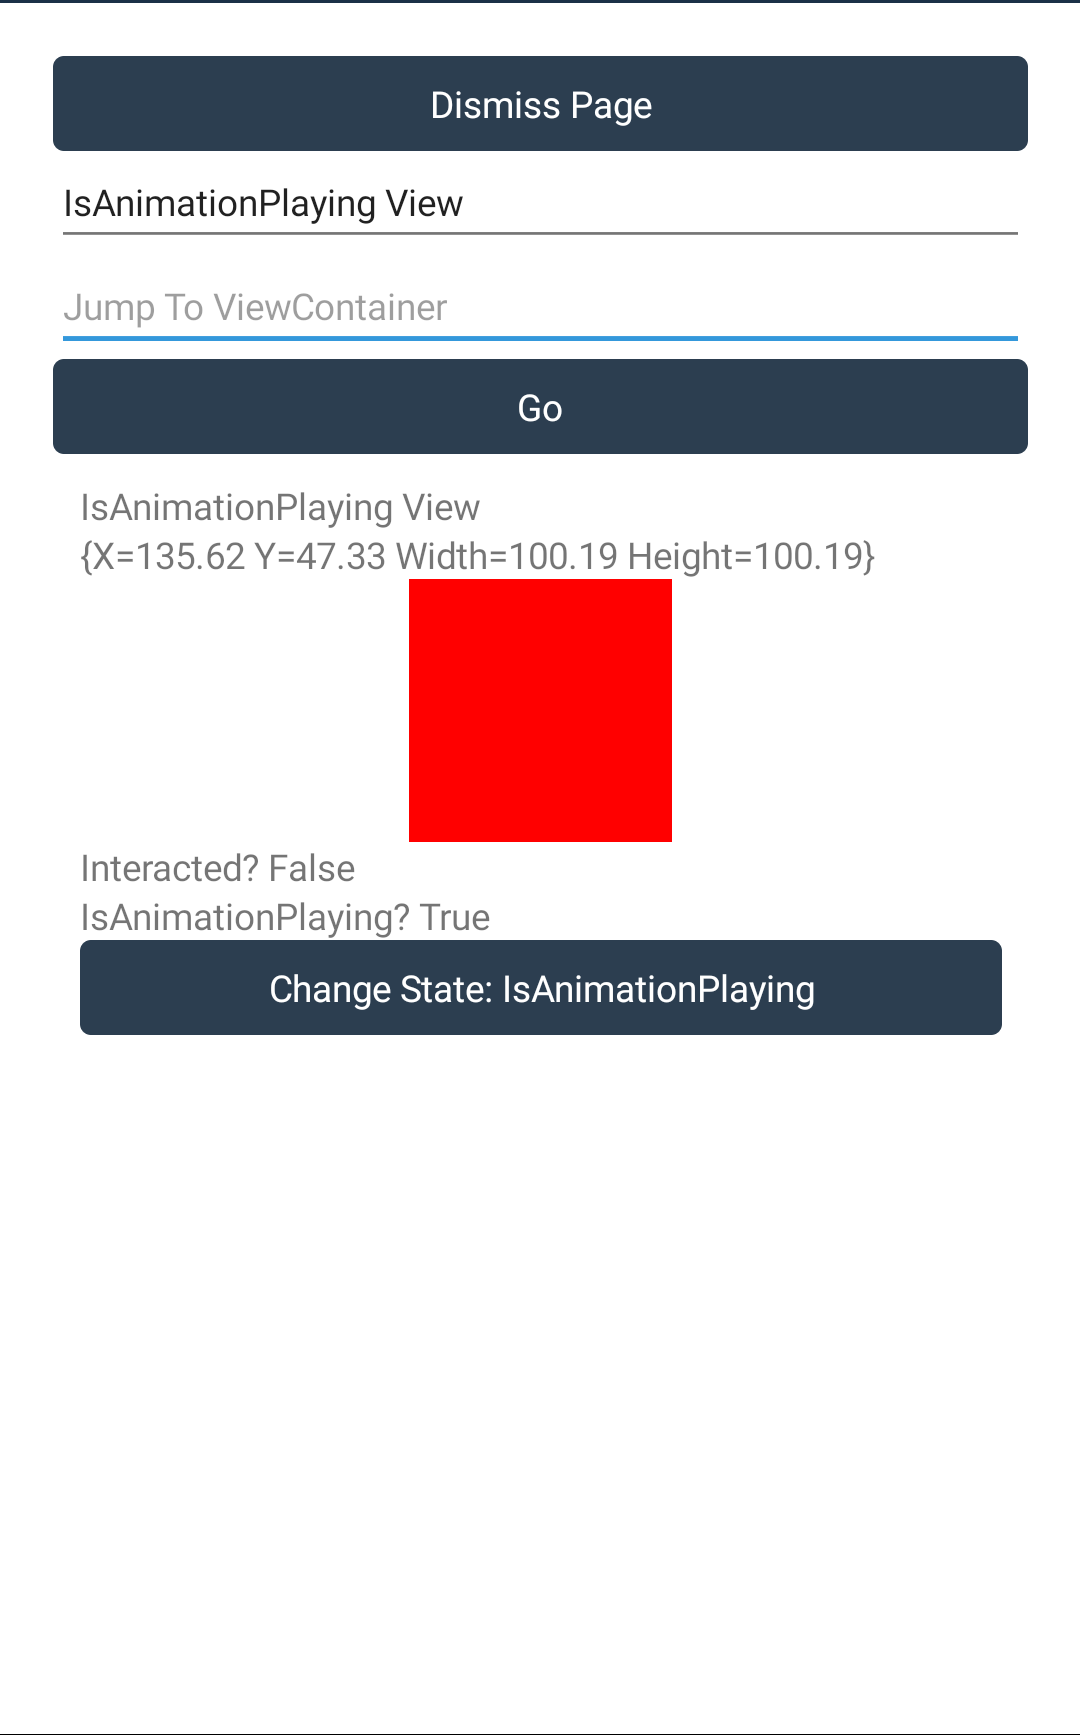 Dismiss Page
IsAnimationPlaying View
Jump To ViewContainer
Go
IsAnimationPlaying View
{X=135.62 Y=47.33 Width=100.19 Height=100.19}
Interacted? False
IsAnimationPlaying? True
Change State: IsAnimationPlaying